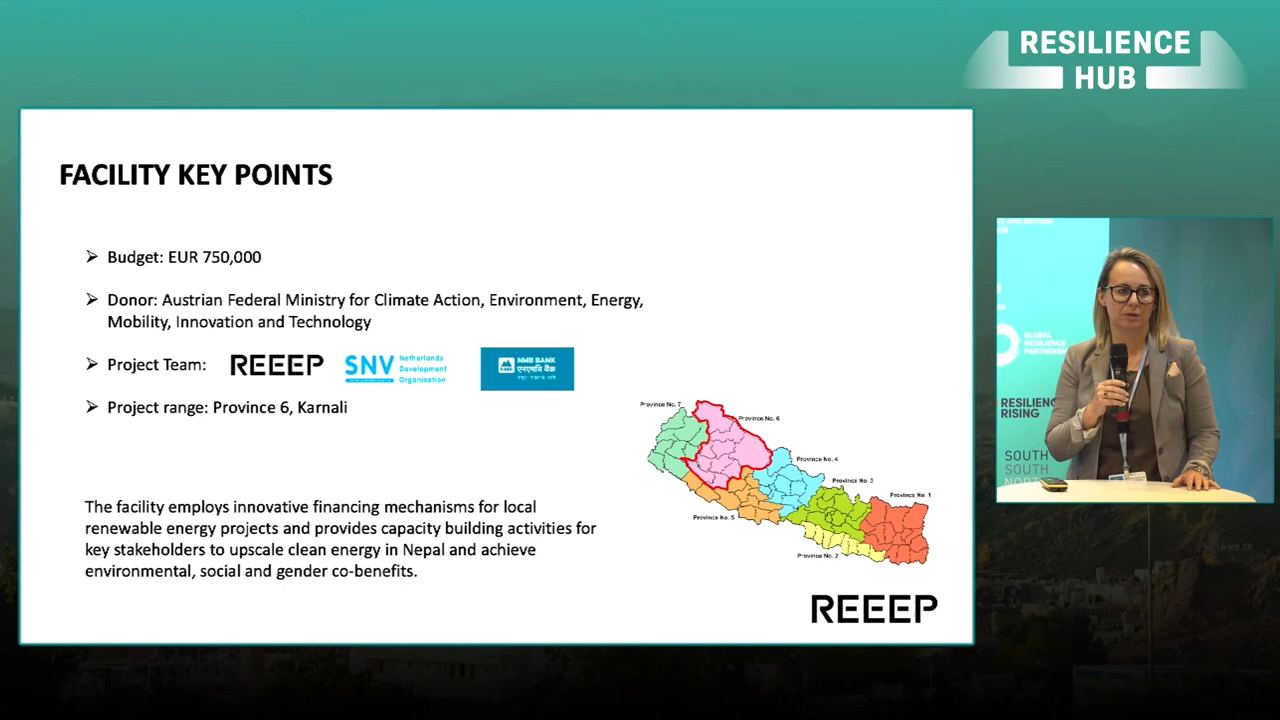 RESILIENCE
HUB
FACILITY KEY POINTS
Budget: EUR 750,000
Donor: Austrian Federal Ministry for Climate Action, Environment, Energy,
Mobility, Innovation and Technology
Project Team: REEEP SNV Netherlands Development Organisation NMB BANK एनएमबि बैंक
Project range: Province 6, Karnali
Province No. 7
Province No. 6
Province No. 4
Province No. 3
Province No. 1
Province No. 5
Province No. 2
The facility employs innovative financing mechanisms for local
renewable energy projects and provides capacity building activities for
key stakeholders to upscale clean energy in Nepal and achieve
environmental, social and gender co-benefits.
REEEP
GLOBAL
RESILIENCE
PARTNERSH
RESILIENC
RISING
SOUTH
SOUTH
NORT